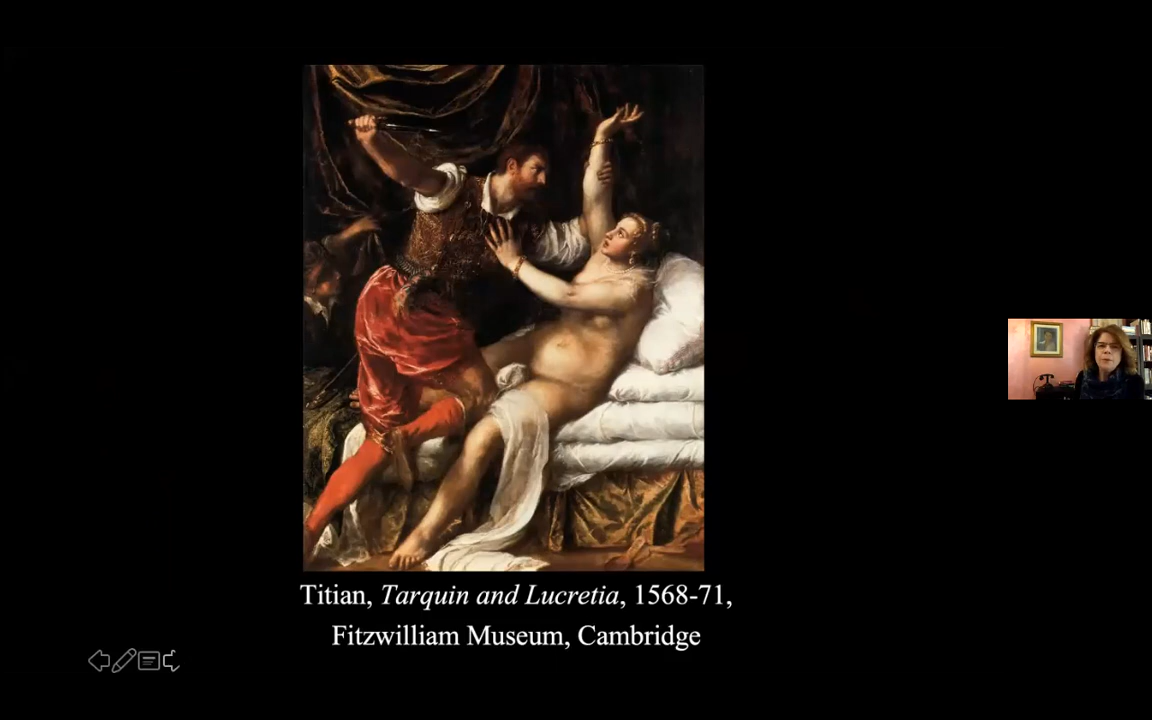 Titian, Tarquin and Lucretia, 1568-71,
Fitzwilliam Museum, Cambridge